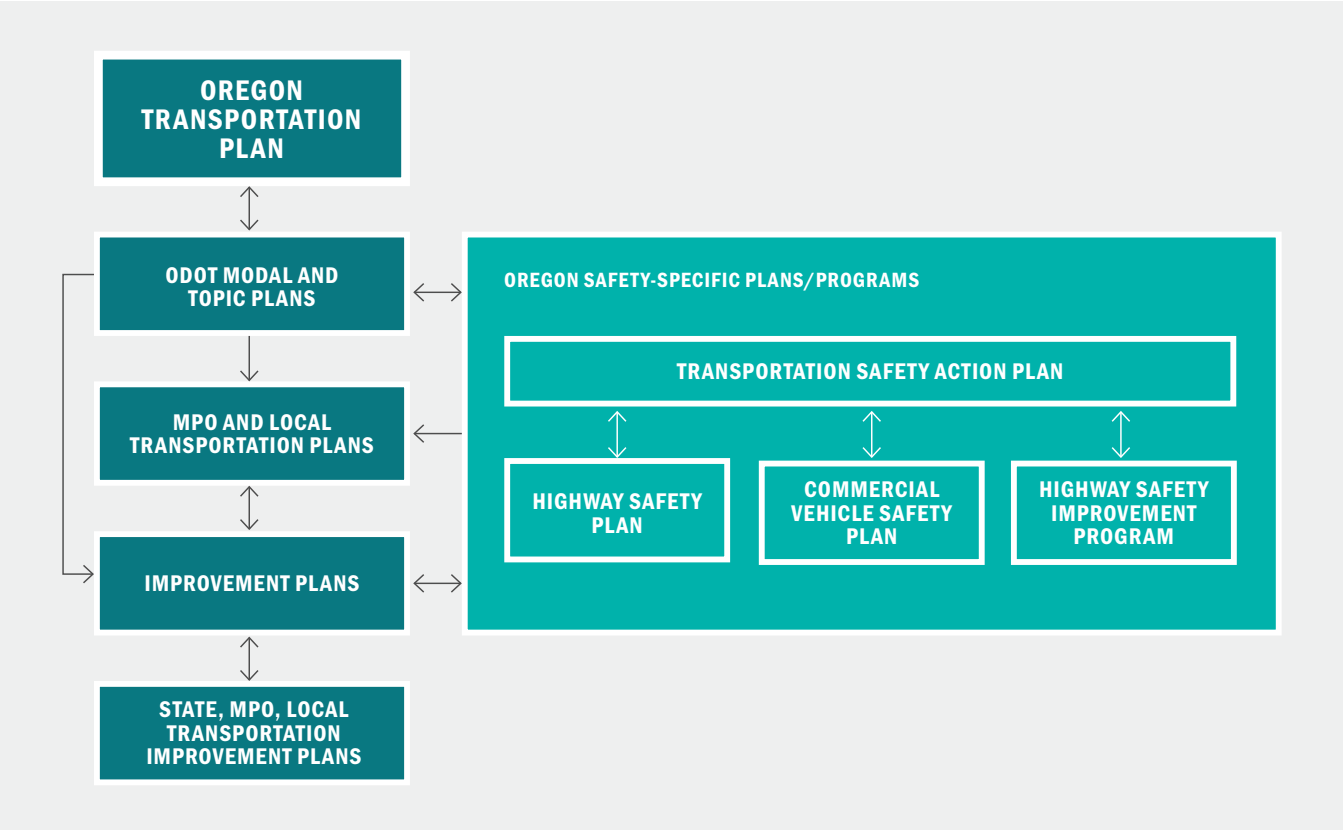 OREGON
TRANSPORTATION
PLAN
ODOT MODAL AND
TOPIC PLANS
MPO AND LOCAL
TRANSPORTATION PLANS
IMPROVEMENT PLANS
STATE, MPO, LOCAL
TRANSPORTATION
IMPROVEMENT PLANS
OREGON SAFETY-SPECIFIC PLANS/PROGRAMS
TRANSPORTATION SAFETY ACTION PLAN
HIGHWAY SAFETY
PLAN
COMMERCIAL
VEHICLE SAFETY
PLAN
HIGHWAY SAFETY
IMPROVEMENT
PROGRAM